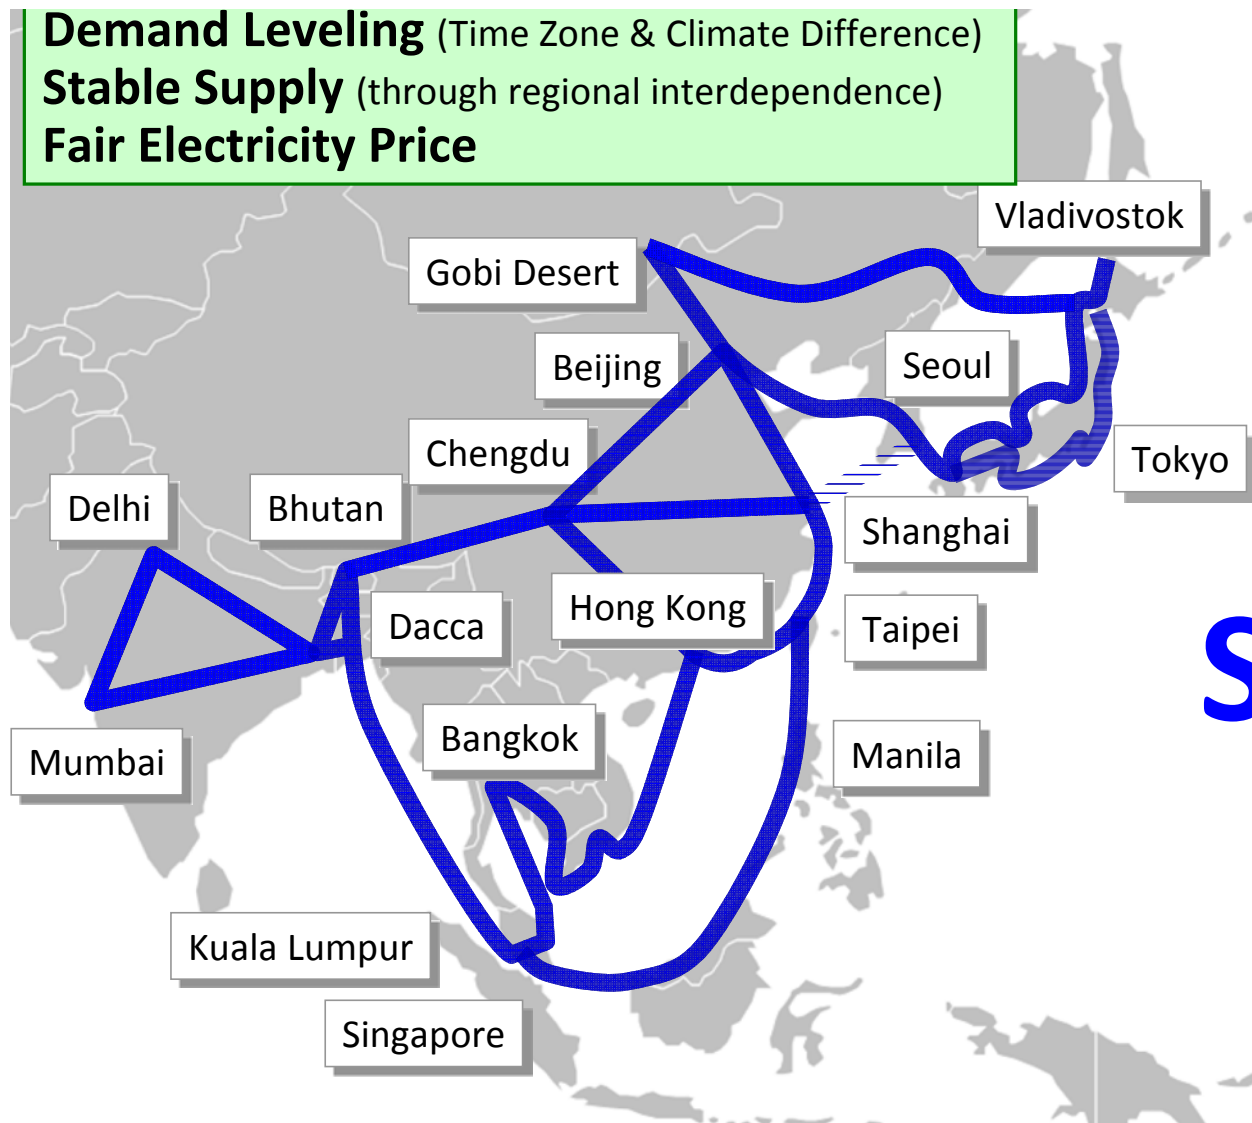 Demand Leveling (Time Zone & Climate Difference)
Stable Supply (through regional interdependence)
Fair Electricity Price
Vladivostok
Gobi Desert
Beijing
Seoul
Chengdu
Tokyo
Delhi
Bhutan
Shanghai
Hong Kong
Dacca
Taipei
S
Bangkok
Manila
Mumbai
Kuala Lumpur
Singapore